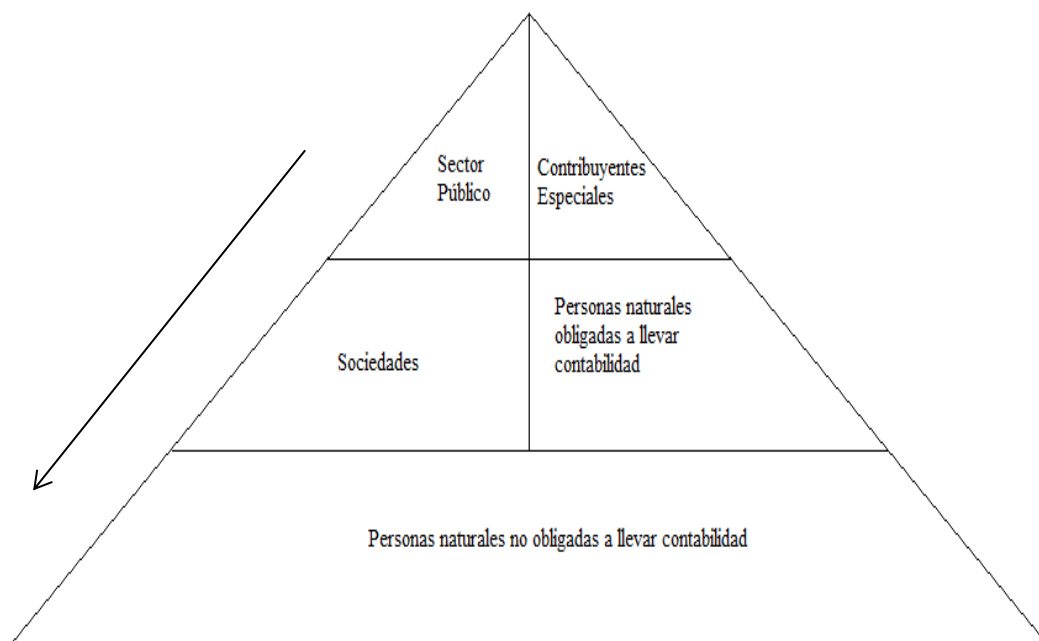 Sector
Público
Contribuyentes
Especiales
Sociedades
Personas naturales
obligadas a llevar
contabilidad
Personas naturales no obligadas a llevar contabilidad